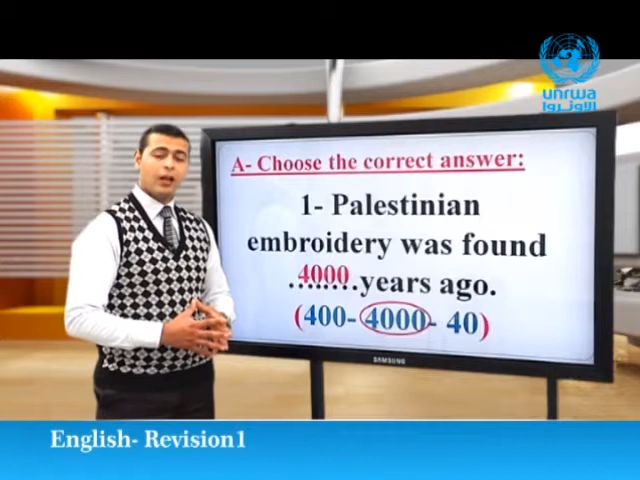 unrwa
الاونروا
A- Choose the correct answer:
1- Palestinian
embroidery was found
...4000...years ago.
(400- 4000- 40)
SAMSUNG
English- Revision1